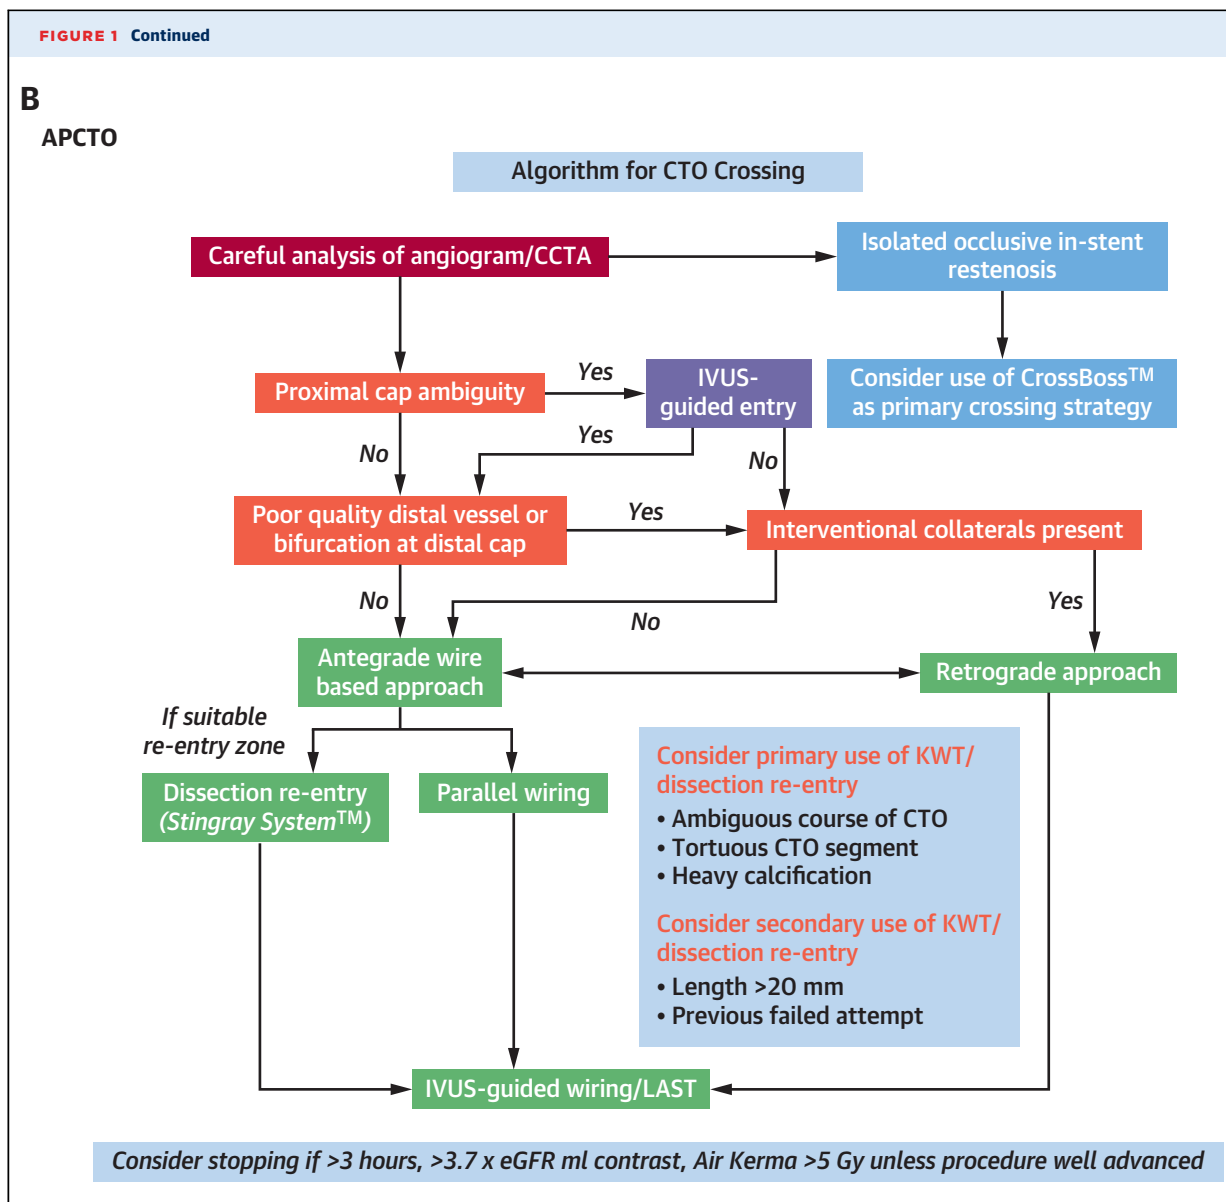 FIGURE 1 Continued
B
APCTO
Algorithm for CTO Crossing
Careful analysis of angiogram/CCTA
Isolated occlusive in-stent
restenosis
Proximal cap ambiguity
Yes
IVUS-
guided entry
Consider use of CrossBoss™
as primary crossing strategy
No
Yes
No
Poor quality distal vessel or
bifurcation at distal cap
Yes
Interventional collaterals present
No
No
Yes
Antegrade wire
based approach
Retrograde approach
If suitable
re-entry zone
Dissection re-entry
(Stingray System™)
Parallel wiring
Consider primary use of KWT/
dissection re-entry
• Ambiguous course of CTO
• Tortuous CTO segment
• Heavy calcification
Consider secondary use of KWT/
dissection re-entry
• Length >20 mm
• Previous failed attempt
IVUS-guided wiring/LAST
Consider stopping if >3 hours, >3.7 x eGFR ml contrast, Air Kerma >5 Gy unless procedure well advanced